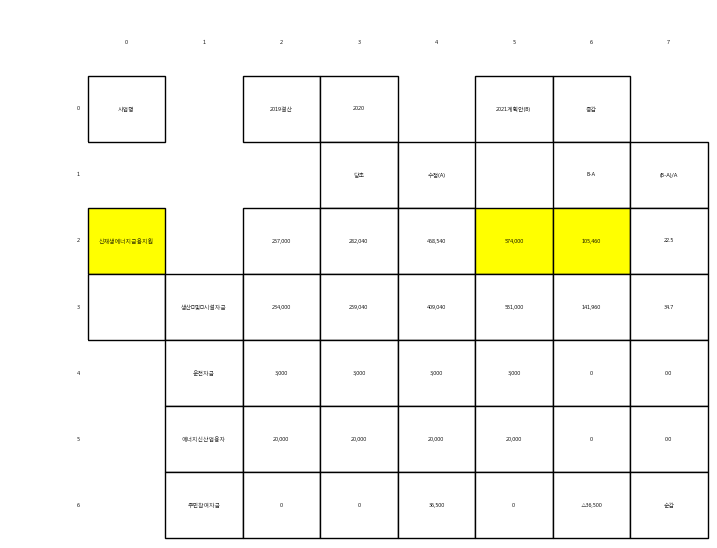 0 1 2 3 4 5 6 7
0 사업명 2019결산 2020 2021계획안(B) 증감
1 당초 수정(A) B-A (B-A)/A
2 신재생에너지금융지원 257,000 262,040 468,540 574,000 105,460 22.5
3 생산□및□시설자금 234,000 239,040 409,040 551,000 141,960 34.7
4 운전자금 3,000 3,000 3,000 3,000 0 0.0
5 에너지신산업융자 20,000 20,000 20,000 20,000 0 0.0
6 주민참여자금 0 0 36,500 0 △36,500 순감